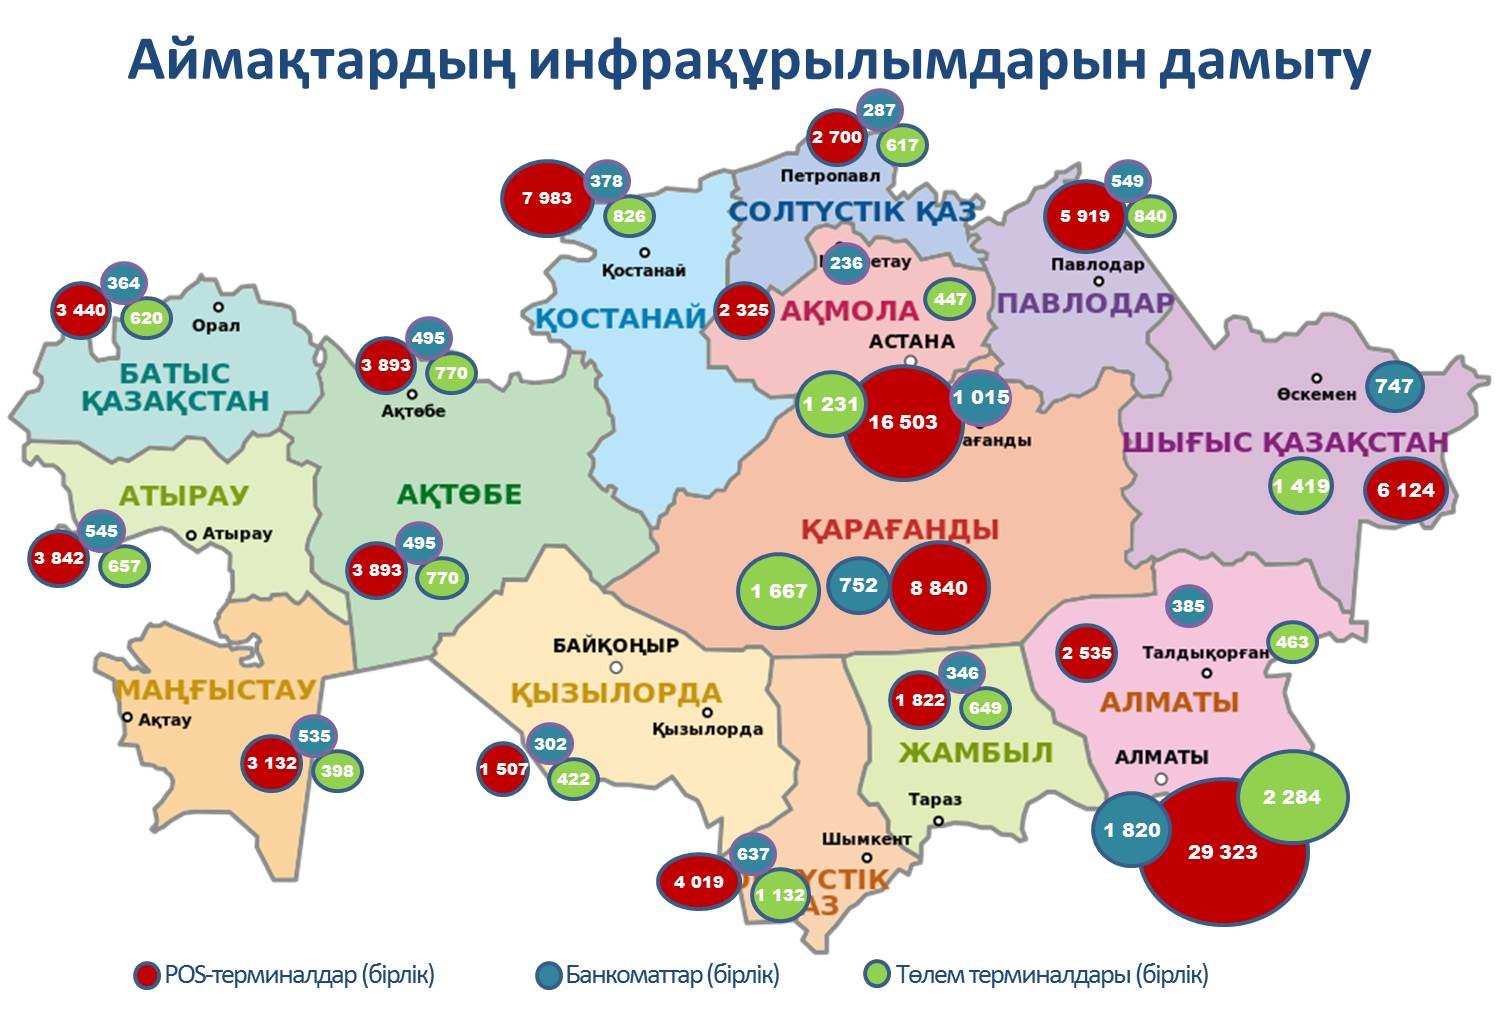 Аймақтардың инфрақұрылымдарын дамыту
287
2 700
617
Петропавл
СОЛТҮСТІК ҚАЗ
378
7 983
826
Қостанай
ҚОСТАНАЙ
549
5 919
840
Павлодар
ПАВЛОДАР
236
етау
447
2 325
АҚМОЛА
АСТАНА
364
3 440
620
Орал
БАТЫС
ҚАЗАҚСТАН
495
3 893
770
Ақтөбе
АҚТӨБЕ
495
3 893
770
1 231
16 503
1 015
ағанды
ҚАРАҒАНДЫ
1 667
752
8 840
Өскемен
747
ШЫҒЫС ҚАЗАҚСТАН
1 419
6 124
АТЫРАУ
545
3 842
657
Атырау
МАҢҒЫСТАУ
Ақтау
535
3 132
398
БАЙҚОҢЫР
ҚЫЗЫЛОРДА
Қызылорда
302
1 507
422
346
1 822
649
ЖАМБЫЛ
Тараз
385
2 535
Талдықорған
463
АЛМАТЫ
АЛМАТЫ
1 820
29 323
2 284
Шымкент
637
4 019
1 132
ҮСТІК
АЗ
POS-терминалдар (бірлік)
Банкоматтар (бірлік)
Төлем терминалдары (бірлік)